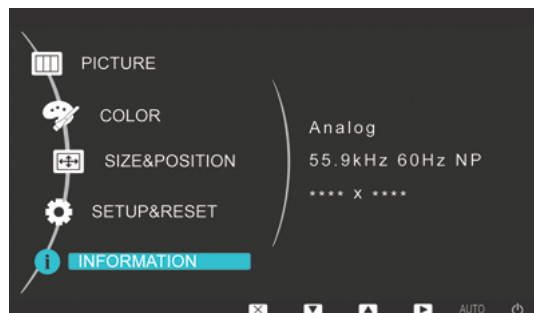 PICTURE
COLOR
SIZE&POSITION
SETUP&RESET
INFORMATION
Analog
55.9kHz 60Hz NP
**** x ****
AUTO